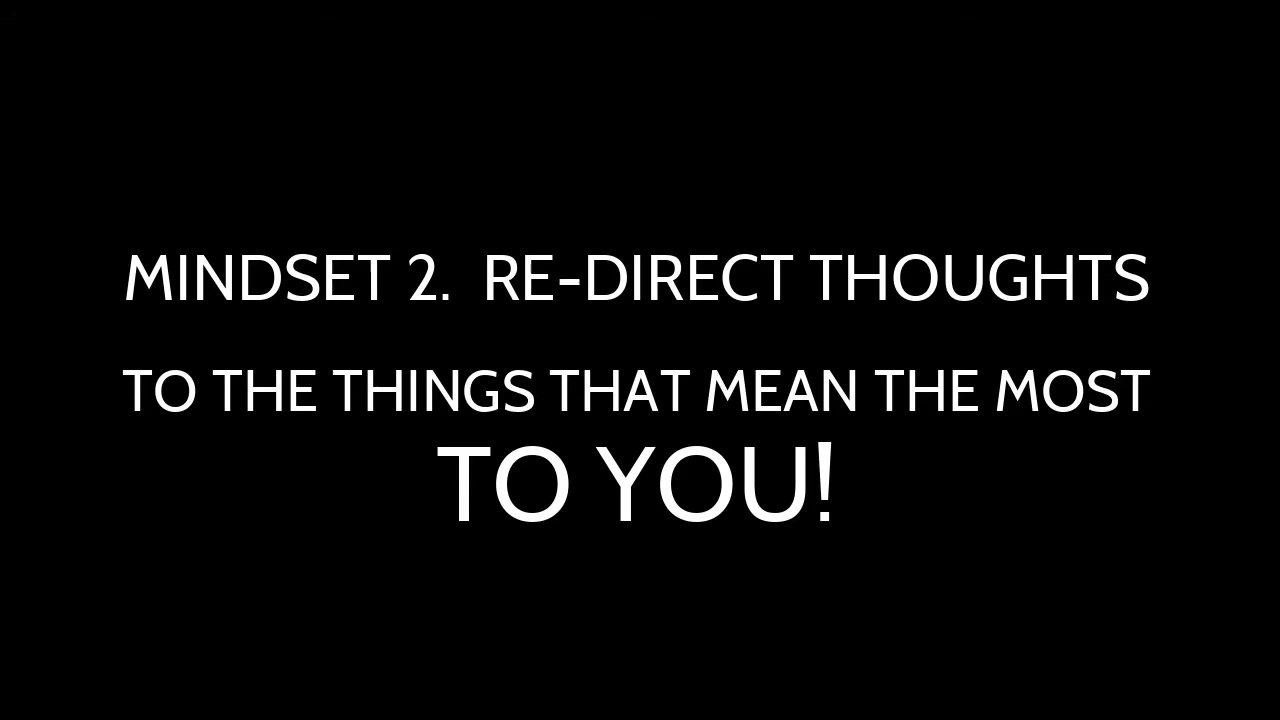 MINDSET 2.  RE-DIRECT THOUGHTS
TO THE THINGS THAT MEAN THE MOST
TO YOU!